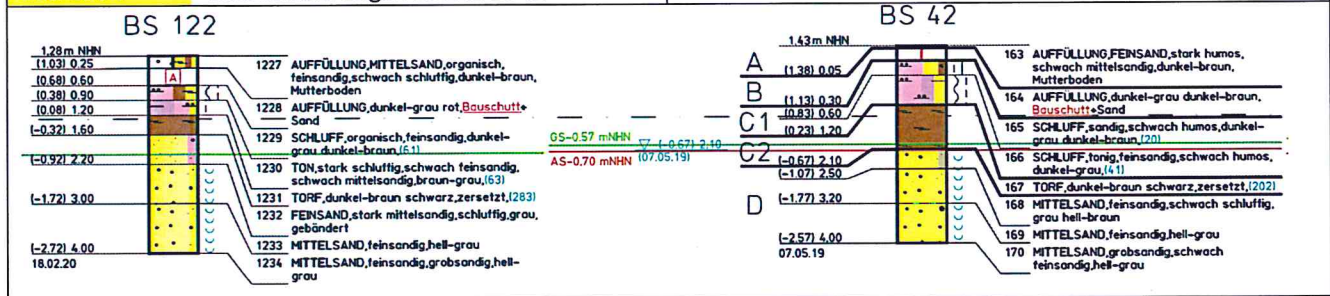 BS 122
1.28 m NHN
(1.03) 0.25
(0.68) 0.60
(0.38) 0.90
(0.08) 1.20
(-0.32) 1.60
(-0.92) 2.20
(-1.72) 3.00
(-2.72) 4.00
18.02.20
A
1227 AUFFÜLLUNG,MITTELSAND,organisch,
feinsandig,schwach schluffig,dunkel-braun,
Mutterboden
1228 AUFFÜLLUNG,dunkel-grau rot,Bauschutt+
Sand
1229 SCHLUFF,organisch,feinsandig,dunkel-
grau dunkel-braun,(61)
1230 TON,stark schluffig,schwach feinsandig,
schwach mittelsandig,braun-grau,(63)
1231 TORF,dunkel-braun schwarz,zersetzt,(283)
1232 FEINSAND,stark mittelsandig,schluffig,grau,
gebändert
1233 MITTELSAND,feinsandig,hell-grau
1234 MITTELSAND,feinsandig,grobsandig,hell-
grau
GS-0.57 mNHN
AS-0.70 mNHN
(-0.67) 2.10
(07.05.19)
BS 42
1.43 m NHN
A
(1.38) 0.05
B
(1.13) 0.30
(0.83) 0.60
C1
(0.23) 1.20
C2
(-0.67) 2.10
(-1.07) 2.50
D
(-1.77) 3.20
(-2.57) 4.00
07.05.19
163 AUFFÜLLUNG,FEINSAND,stark humos,
schwach mittelsandig,dunkel-braun,
Mutterboden
164 AUFFÜLLUNG,dunkel-grau dunkel-braun,
Bauschutt+Sand
165 SCHLUFF,sandig,schwach humos,dunkel-
grau dunkel-braun,(20)
166 SCHLUFF,tonig,feinsandig,schwach humos,
dunkel-grau,(41)
167 TORF,dunkel-braun schwarz,zersetzt,(202)
168 MITTELSAND,feinsandig,schwach schluffig,
grau hell-braun
169 MITTELSAND,feinsandig,hell-grau
170 MITTELSAND,grobsandig,schwach
feinsandig,hell-grau